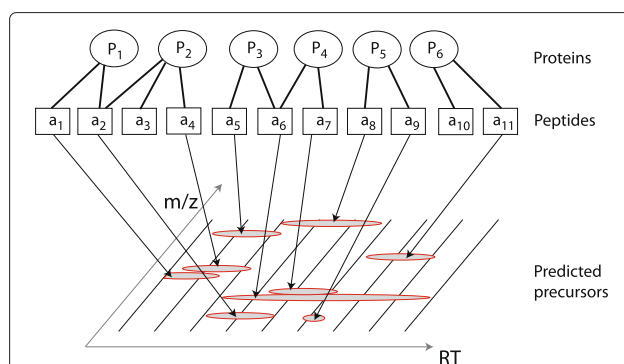 P1 P2 P3 P4 P5 P6 Proteins
a1 a2 a3 a4 a5 a6 a7 a8 a9 a10 a11 Peptides
m/z
Predicted
precursors
RT